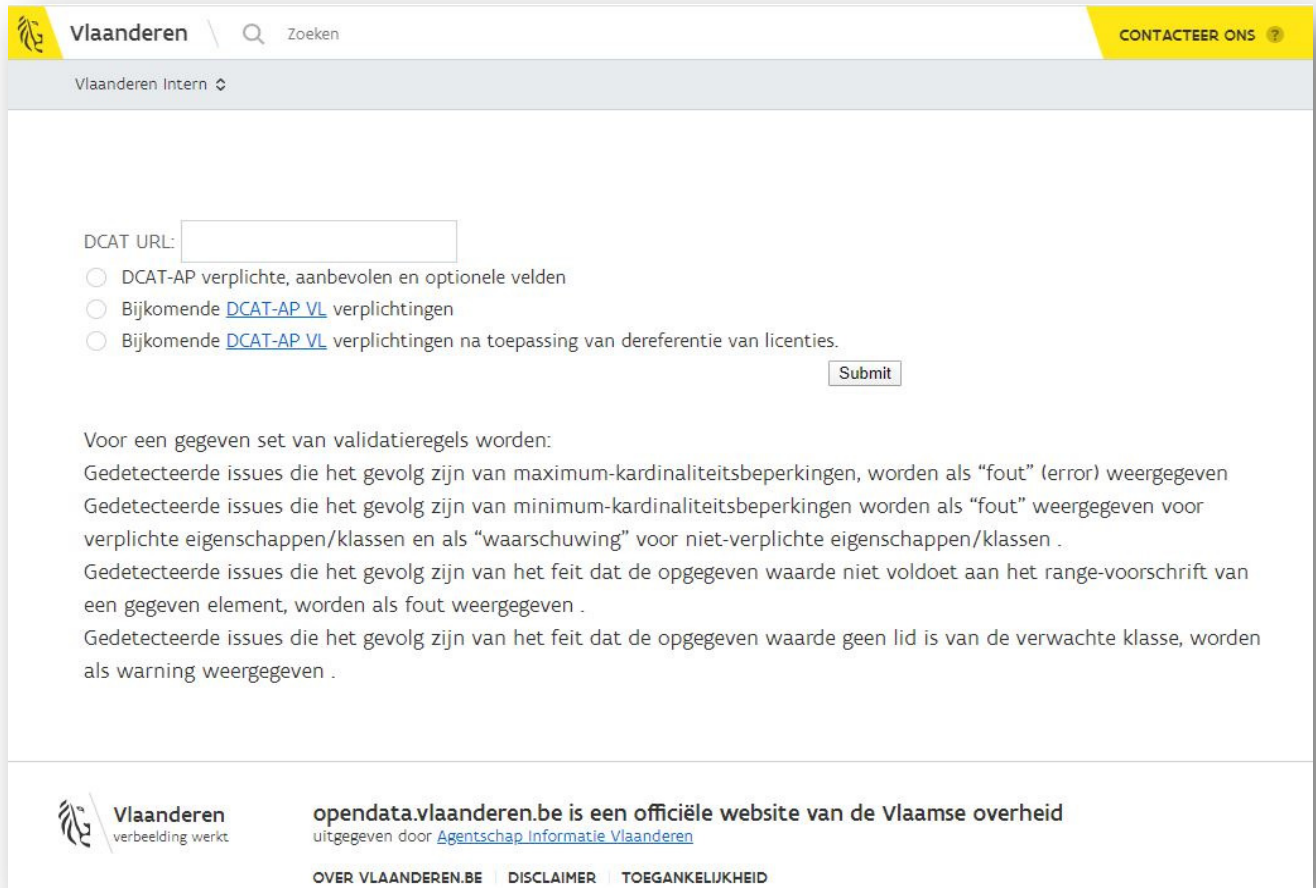 Vlaanderen
Zoeken
CONTACTEER ONS ?
Vlaanderen Intern
DCAT URL:
DCAT-AP verplichte, aanbevolen en optionele velden
Bijkomende DCAT-AP VL verplichtingen
Bijkomende DCAT-AP VL verplichtingen na toepassing van dereferentie van licenties.
Submit
Voor een gegeven set van validatieregels worden:
Gedetecteerde issues die het gevolg zijn van maximum-kardinaliteitsbeperkingen, worden als “fout” (error) weergegeven
Gedetecteerde issues die het gevolg zijn van minimum-kardinaliteitsbeperkingen worden als “fout” weergegeven voor
verplichte eigenschappen/klassen en als “waarschuwing” voor niet-verplichte eigenschappen/klassen .
Gedetecteerde issues die het gevolg zijn van het feit dat de opgegeven waarde niet voldoet aan het range-voorschrift van
een gegeven element, worden als fout weergegeven .
Gedetecteerde issues die het gevolg zijn van het feit dat de opgegeven waarde geen lid is van de verwachte klasse, worden
als warning weergegeven .
Vlaanderen
verbeelding werkt
opendata.vlaanderen.be is een officiële website van de Vlaamse overheid
uitgegeven door Agentschap Informatie Vlaanderen
OVER VLAANDEREN.BE DISCLAIMER TOEGANKELIJKHEID